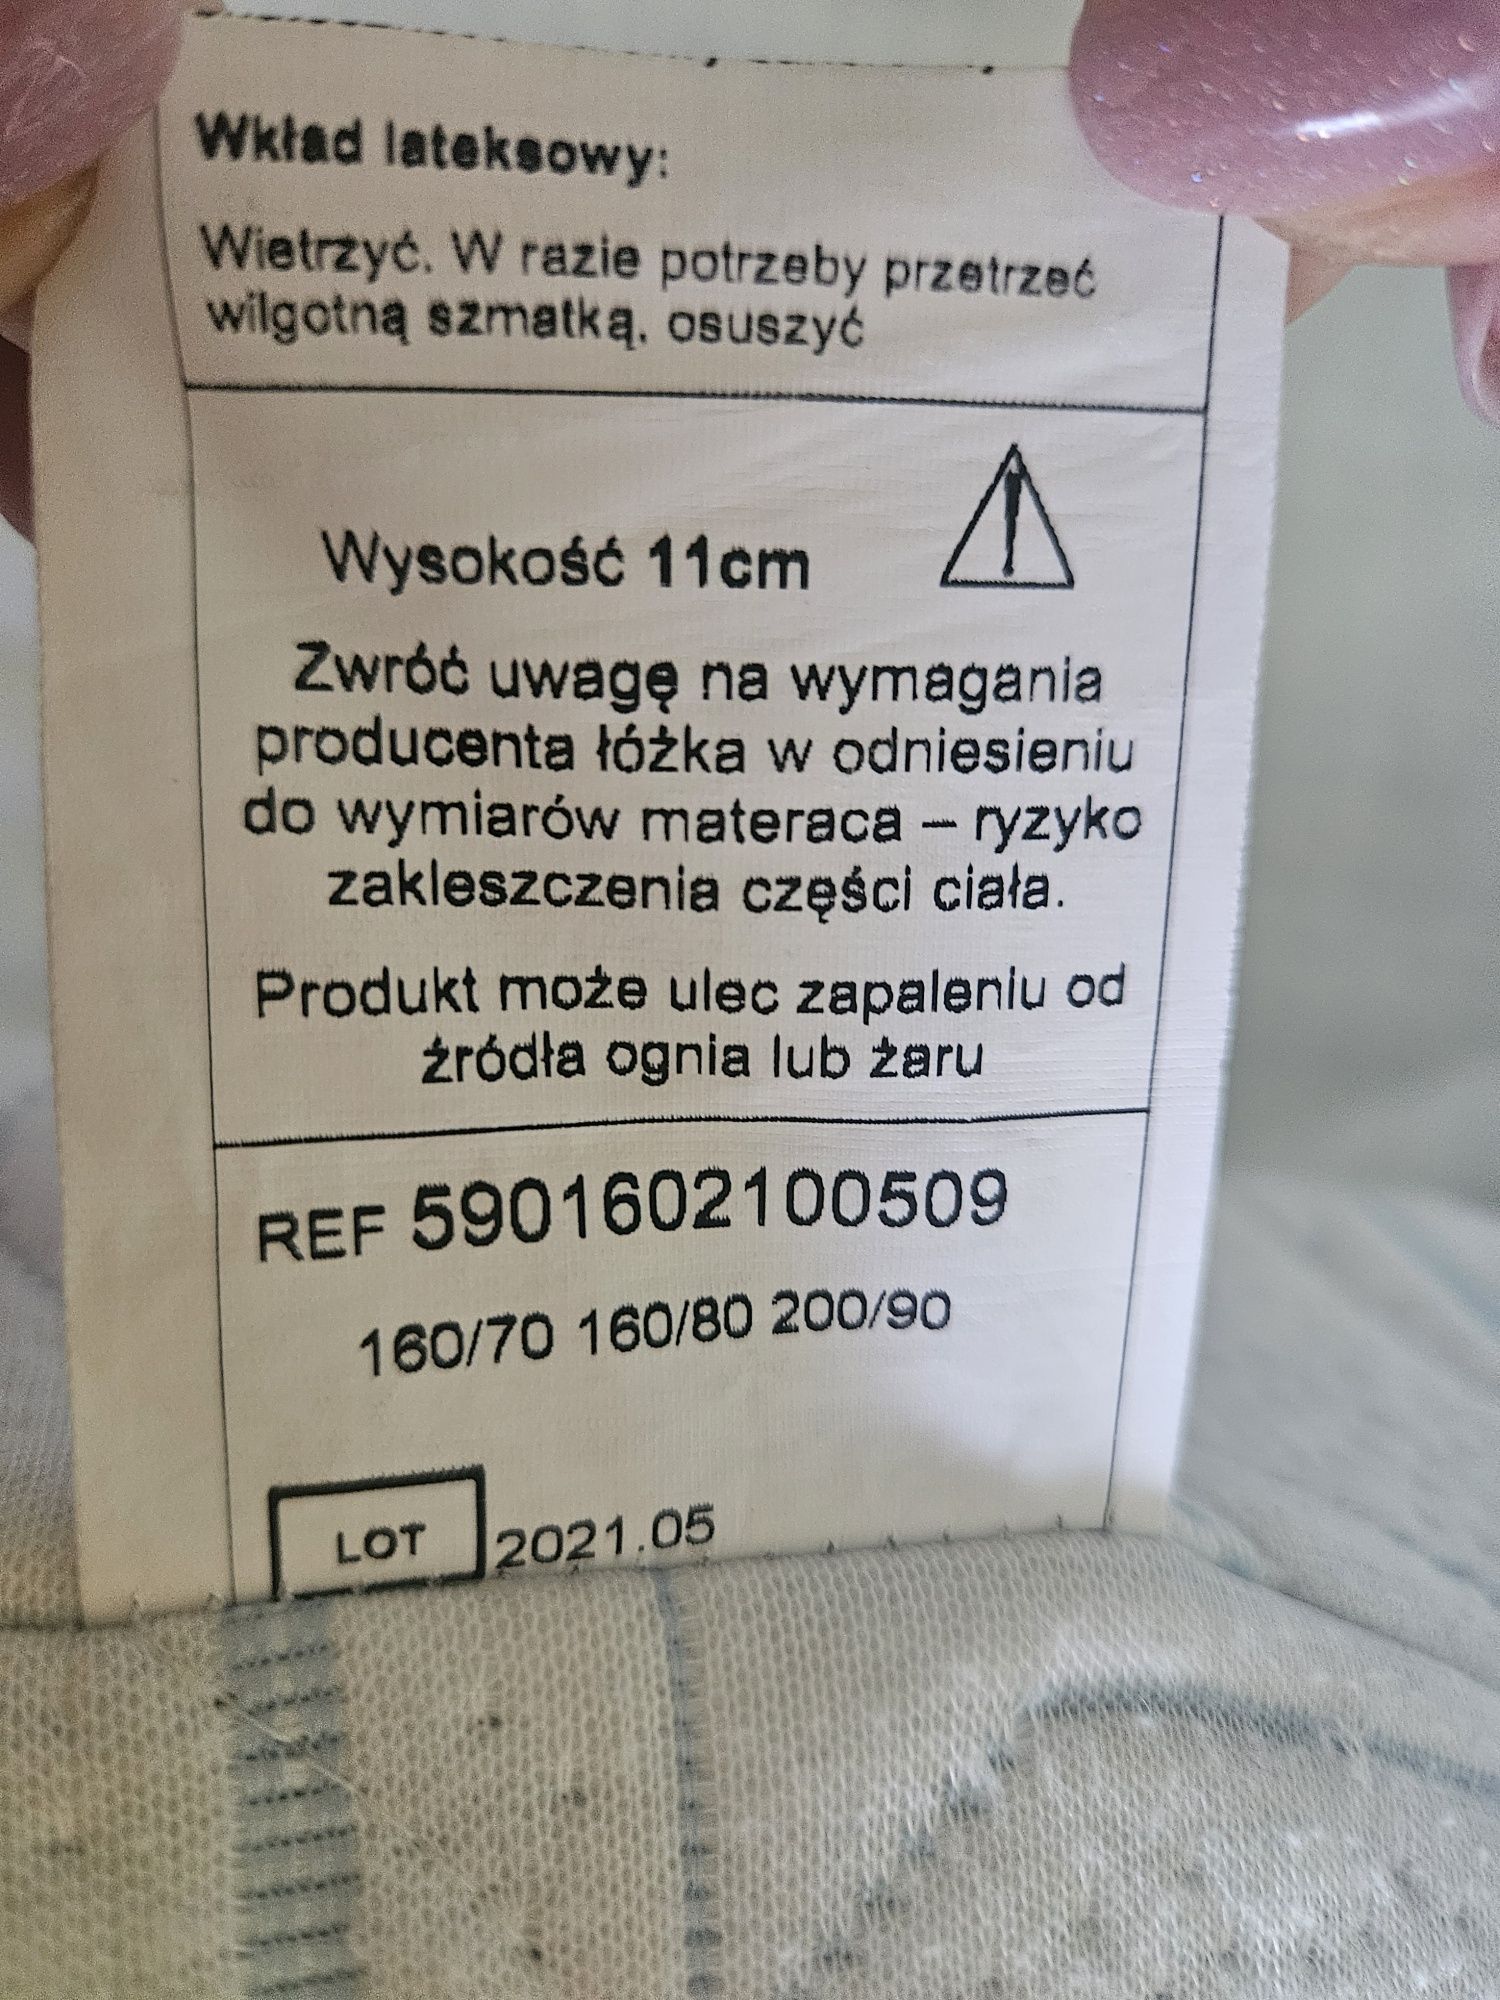 Wkład lateksowy:
Wietrzyć. W razie potrzeby przetrzeć
wilgotną szmatką. osuszyć
Wysokość 11cm
Zwróć uwagę na wymagania
producenta łóżka w odniesieniu
do wymiarów materaca – ryzyko
zakleszczenia części ciała.
Produkt może ulec zapaleniu od
źródła ognia lub żaru
REF 5901602100509
160/70 160/80 200/90
LOT 2021.05